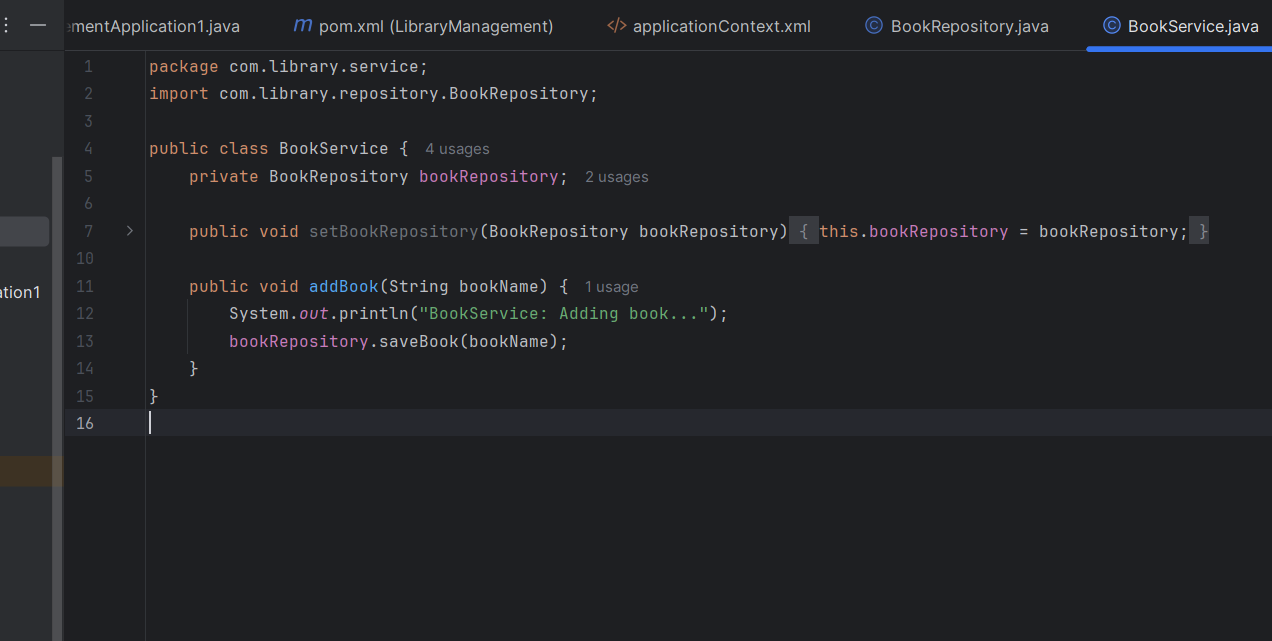 mentApplication1.java pom.xml (LibraryManagement) </> applicationContext.xml © BookRepository.java © BookService.java
1 package com.library.service;
2 import com.library.repository.BookRepository;
3
4 public class BookService { 4 usages
5 private BookRepository bookRepository; 2 usages
6
7 public void setBookRepository(BookRepository bookRepository) { this.bookRepository = bookRepository; }
10
11 public void addBook(String bookName) { 1 usage
ation1
12 System.out.println("BookService: Adding book...");
13 bookRepository.saveBook(bookName);
14 }
15 }
16